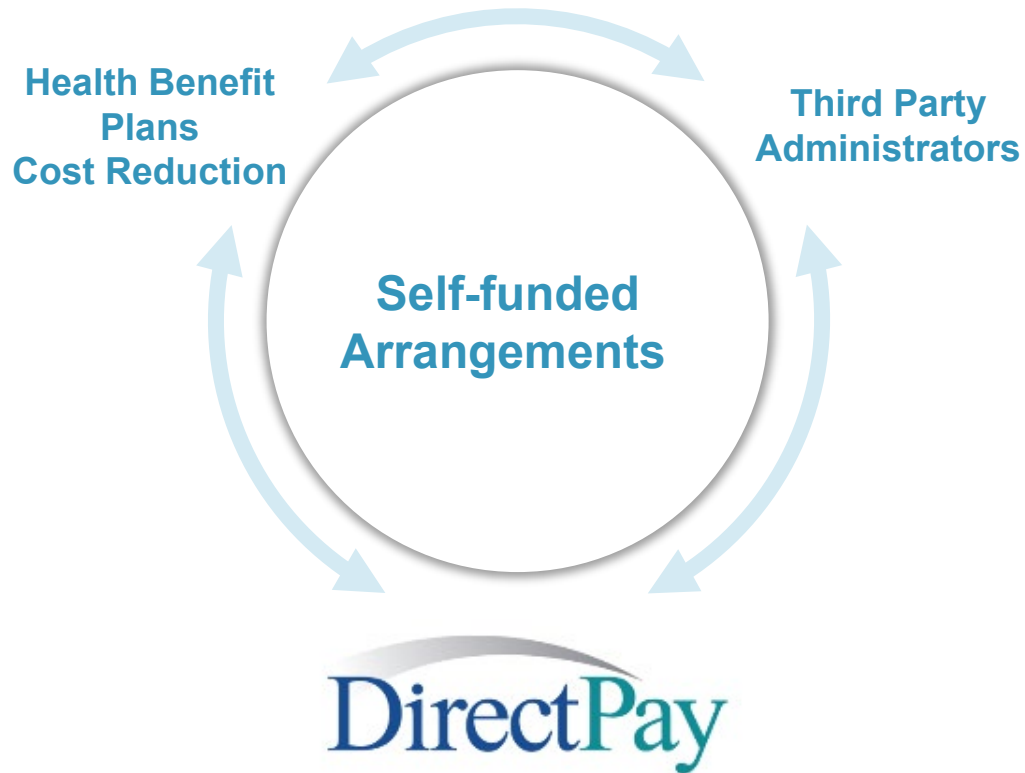 Health Benefit
Plans
Cost Reduction
Third Party
Administrators
Self-funded
Arrangements
DirectPay